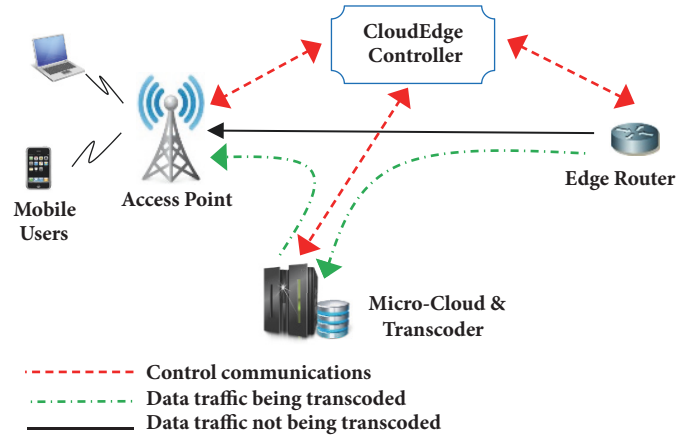 CloudEdge
Controller
Access Point
Edge Router
Mobile
Users
Micro-Cloud &
Transcoder
Control communications
Data traffic being transcoded
Data traffic not being transcoded